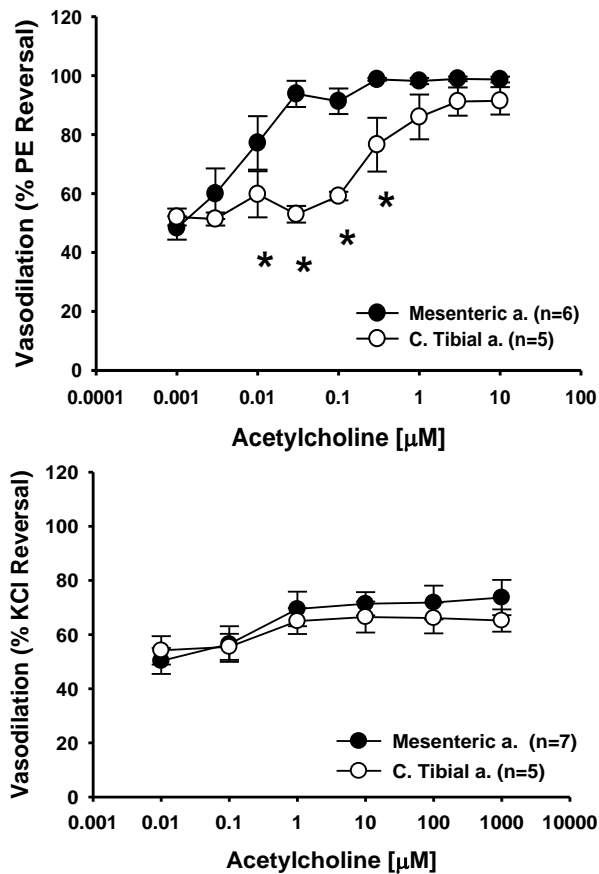 120
100
80
60
40
20
0
Vasodilation (% PE Reversal)
*
*
*
*
Mesenteric a. (n=6)
C. Tibial a. (n=5)
0.0001 0.001 0.01 0.1 1 10 100
Acetylcholine [μM]
120
100
80
60
40
20
0
Vasodilation (% KCl Reversal)
Mesenteric a. (n=7)
C. Tibial a. (n=5)
0.001 0.01 0.1 1 10 100 1000 10000
Acetylcholine [μM]